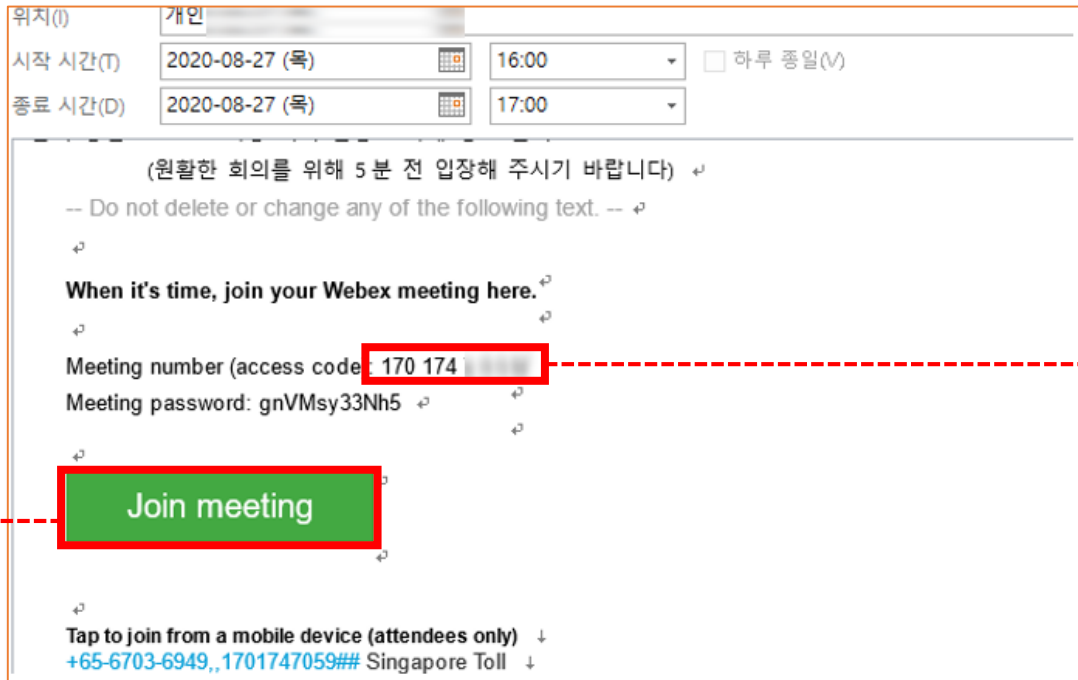 위치(I) 개인
시작 시간(T) 2020-08-27 (목) 16:00 하루 종일(V)
종료 시간(D) 2020-08-27 (목) 17:00
(원활한 회의를 위해 5분 전 입장해 주시기 바랍니다)
-- Do not delete or change any of the following text. --
When it's time, join your Webex meeting here.
Meeting number (access code : 170 174
Meeting password: gnVMsy33Nh5
Join meeting
Tap to join from a mobile device (attendees only)
+65-6703-6949,,1701747059## Singapore Toll